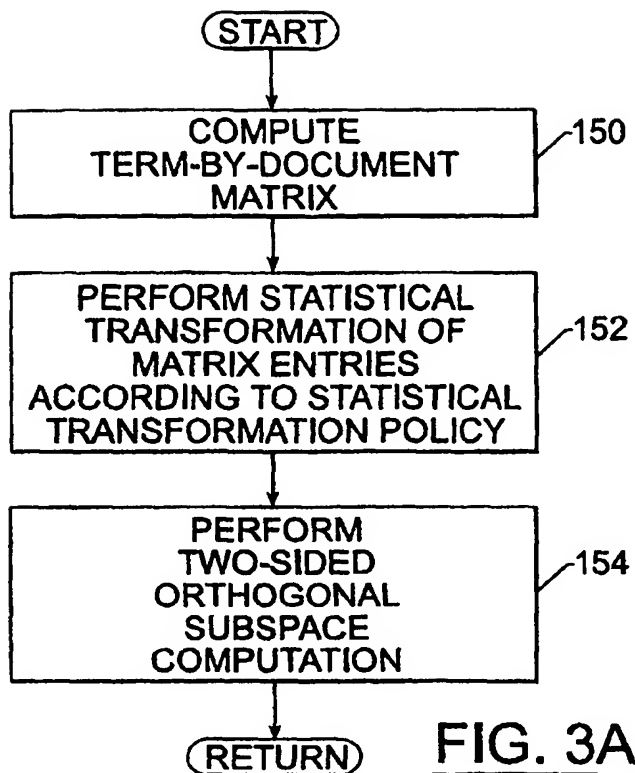 START
COMPUTE
TERM-BY-DOCUMENT
MATRIX
150
PERFORM STATISTICAL
TRANSFORMATION OF
MATRIX ENTRIES
ACCORDING TO STATISTICAL
TRANSFORMATION POLICY
152
PERFORM
TWO-SIDED
ORTHOGONAL
SUBSPACE
COMPUTATION
154
RETURN
FIG. 3A